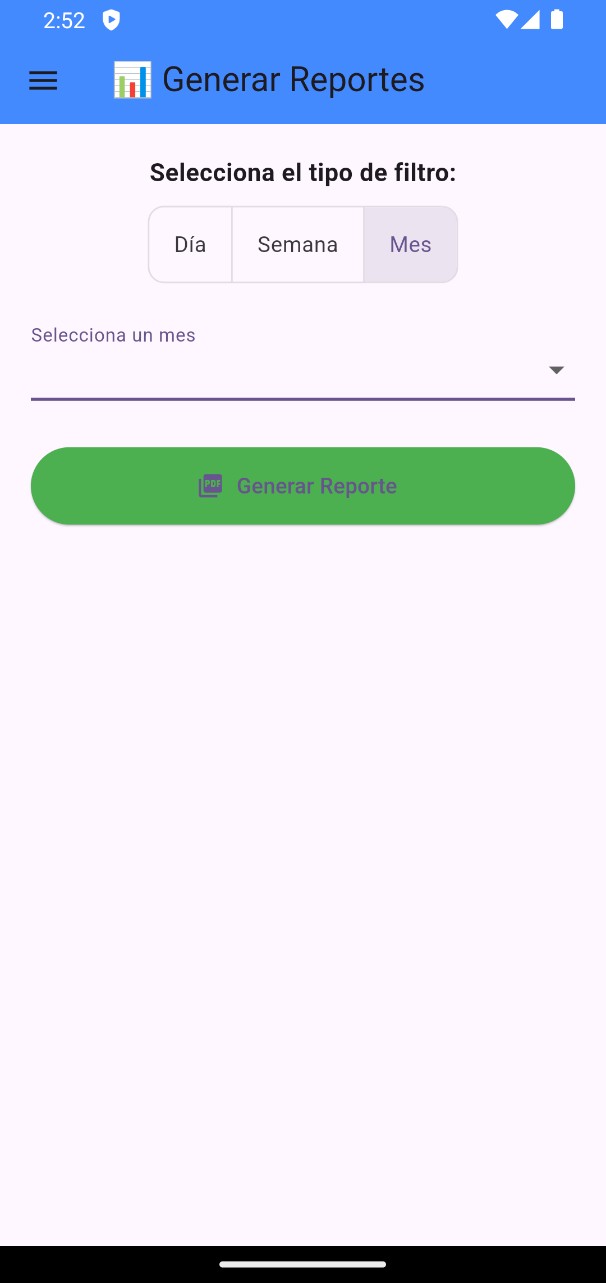 2:52
Generar Reportes
Selecciona el tipo de filtro:
Día Semana Mes
Selecciona un mes
PDF Generar Reporte